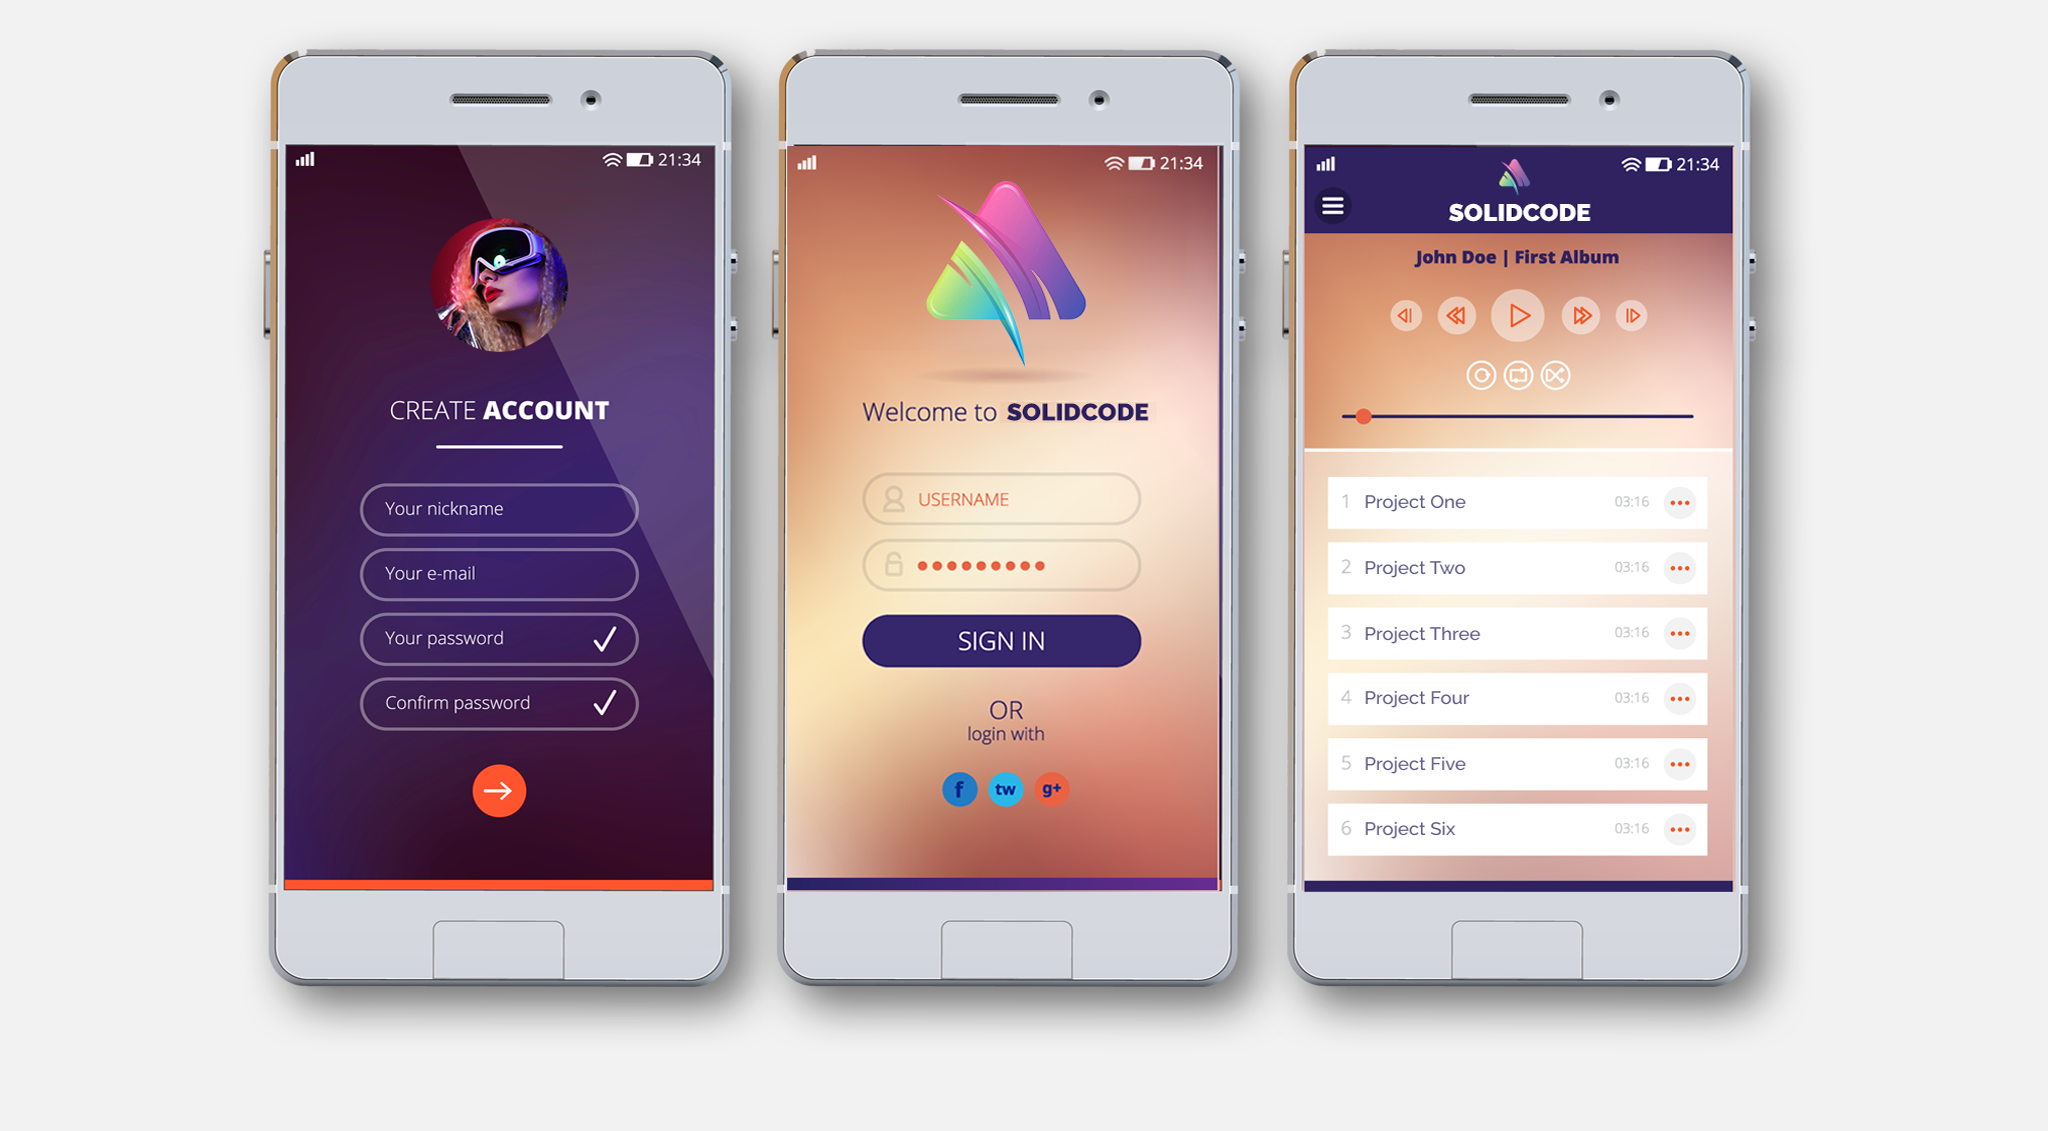 21:34
CREATE ACCOUNT
Your nickname
Your e-mail
Your password
Confirm password
21:34
Welcome to SOLIDCODE
USERNAME
SIGN IN
OR
login with
f tw g+
21:34
SOLIDCODE
John Doe | First Album
1 Project One 03:16
2 Project Two 03:16
3 Project Three 03:16
4 Project Four 03:16
5 Project Five 03:16
6 Project Six 03:16